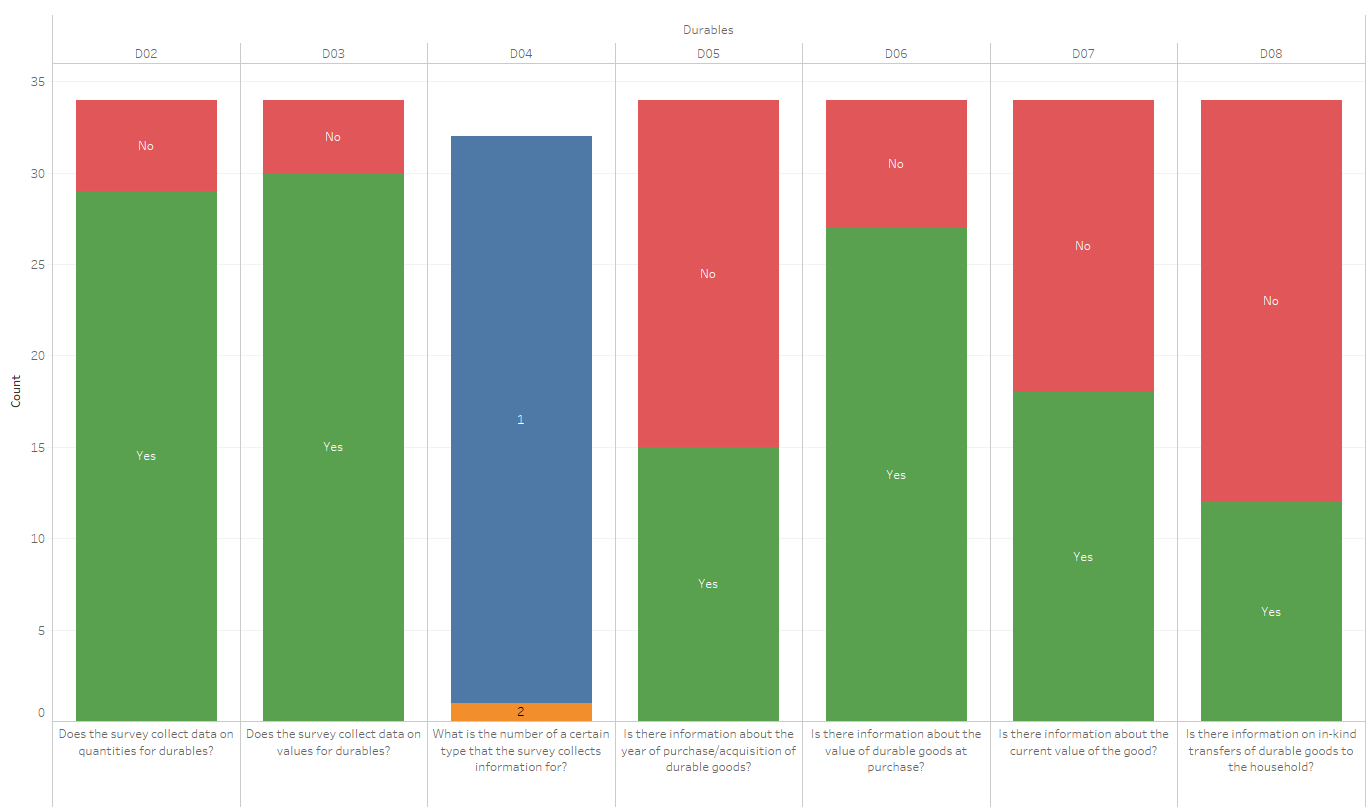 Durables
D02 D03 D04 D05 D06 D07 D08
35
30
25
20
15
10
5
0
Count
No
Yes
No
Yes
1
2
No
Yes
No
Yes
No
Yes
No
Yes
Does the survey collect data on
quantities for durables?
Does the survey collect data on
values for durables?
What is the number of a certain
type that the survey collects
information for?
Is there information about the
year of purchase/acquisition of
durable goods?
Is there information about the
value of durable goods at
purchase?
Is there information about the
current value of the good?
Is there information on in-kind
transfers of durable goods to
the household?